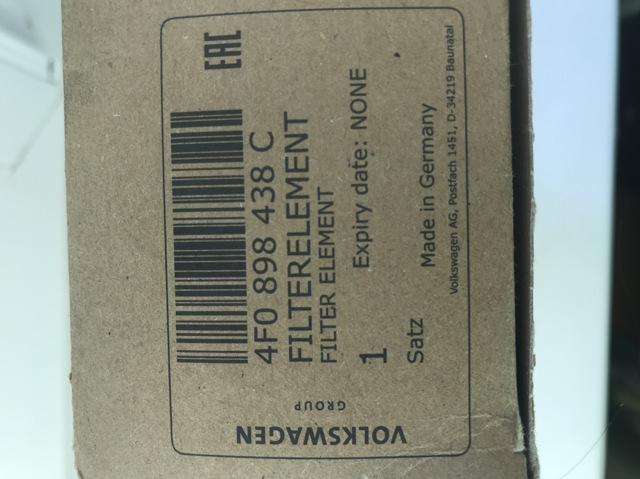 VOLKSWAGEN
GROUP
EAC
4F0 898 438 C
FILTERELEMENT
FILTER ELEMENT
1 Expiry date: NONE
Satz Made in Germany
Volkswagen AG, Postfach 1451, D-34219 Baunatal